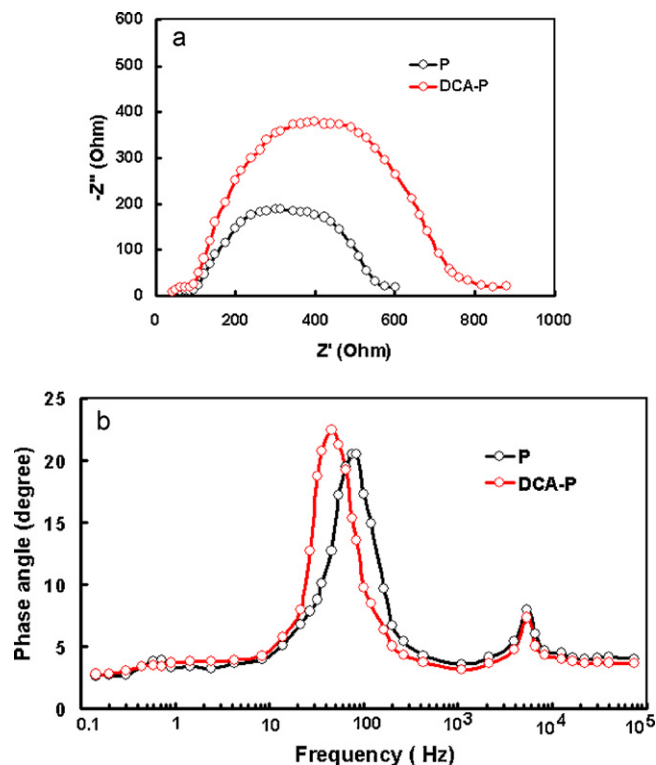 a
600
500
400
300
200
100
0
-Z" (Ohm)
P
DCA-P
0 200 400 600 800 1000
Z' (Ohm)
b
25
20
15
10
5
0
Phase angle (degree)
P
DCA-P
0.1 1 10 100 10³ 10⁴ 10⁵
Frequency ( Hz)